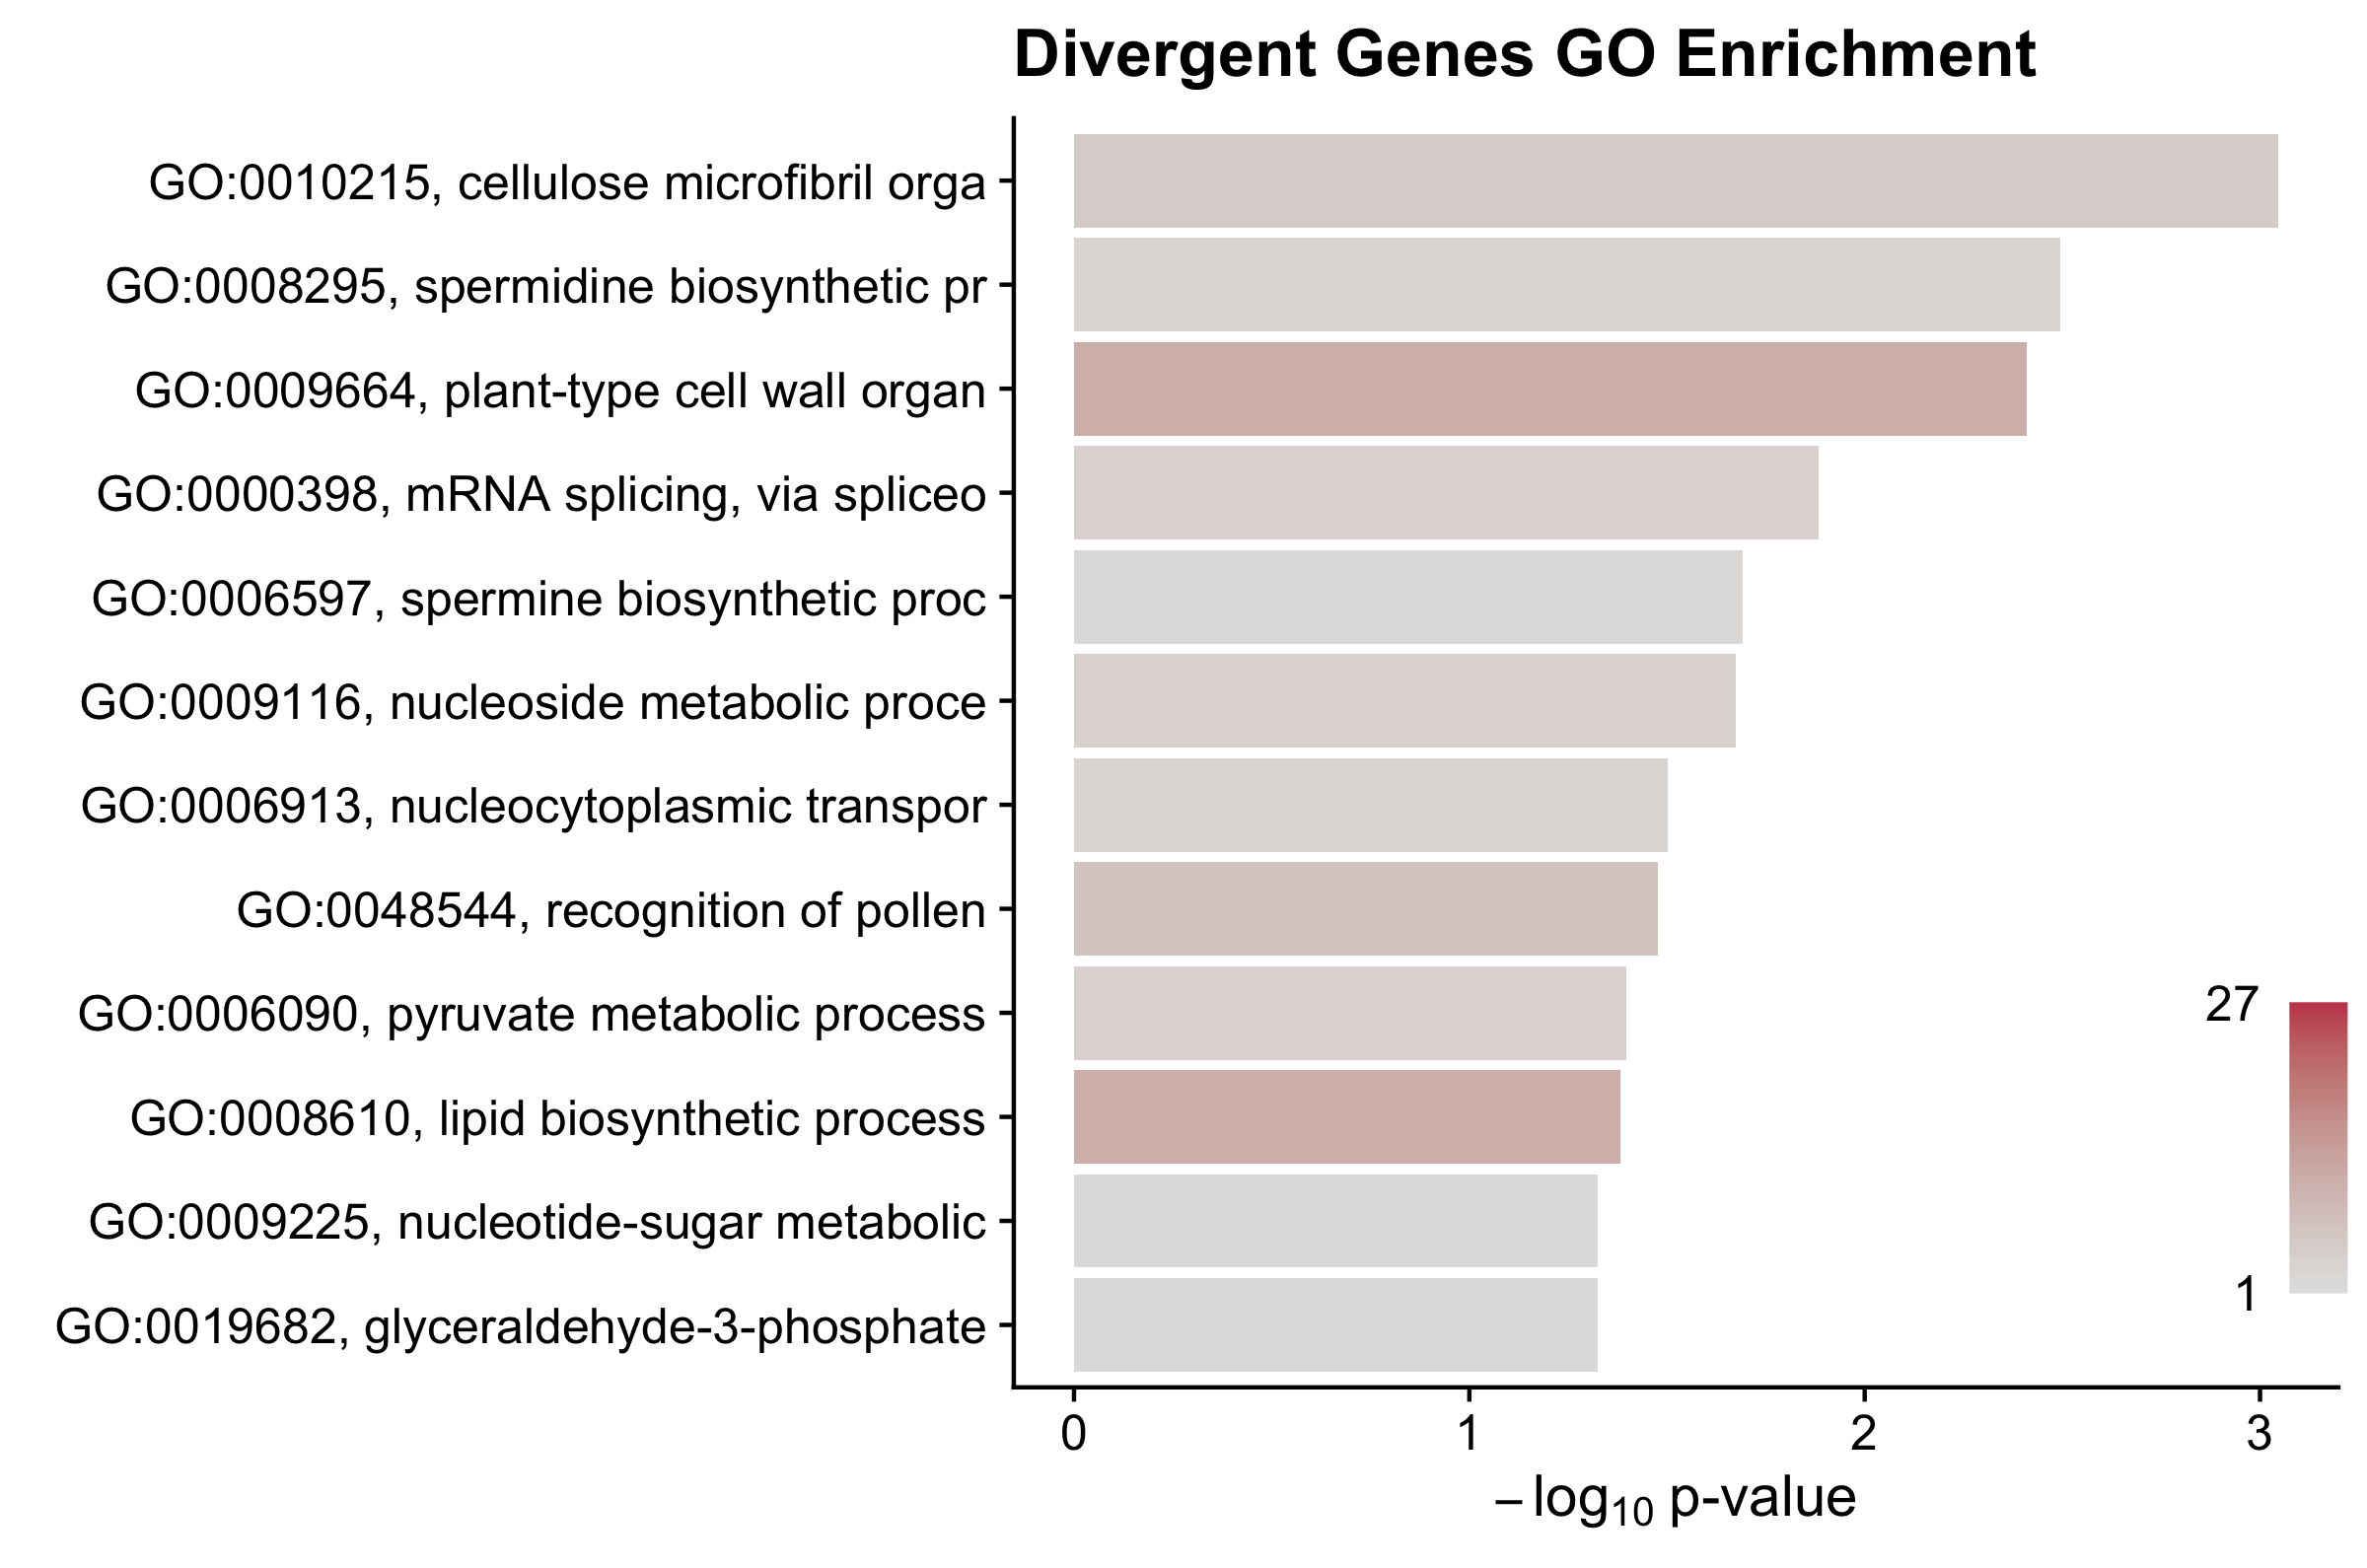 Divergent Genes GO Enrichment
GO:0010215, cellulose microfibril orga
GO:0008295, spermidine biosynthetic pr
GO:0009664, plant-type cell wall organ
GO:0000398, mRNA splicing, via spliceo
GO:0006597, spermine biosynthetic proc
GO:0009116, nucleoside metabolic proce
GO:0006913, nucleocytoplasmic transpor
GO:0048544, recognition of pollen
GO:0006090, pyruvate metabolic process
GO:0008610, lipid biosynthetic process
GO:0009225, nucleotide-sugar metabolic
GO:0019682, glyceraldehyde-3-phosphate
27
1
0 1 2 3
– log₁₀ p-value